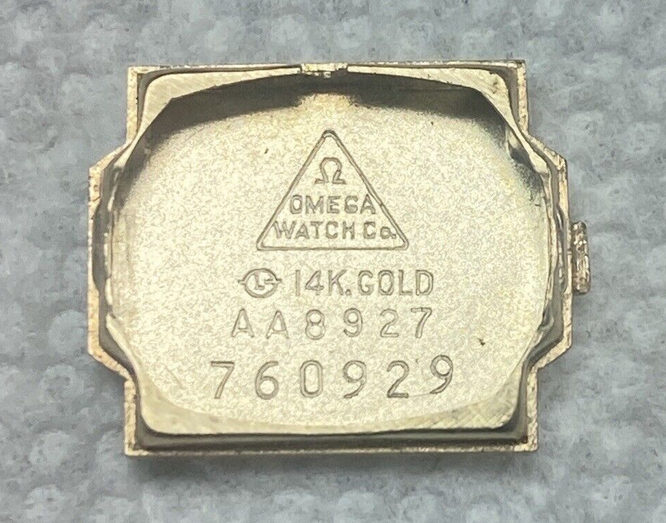 Ω
OMEGA
WATCH Co.
L 14K.GOLD
AA8927
760929